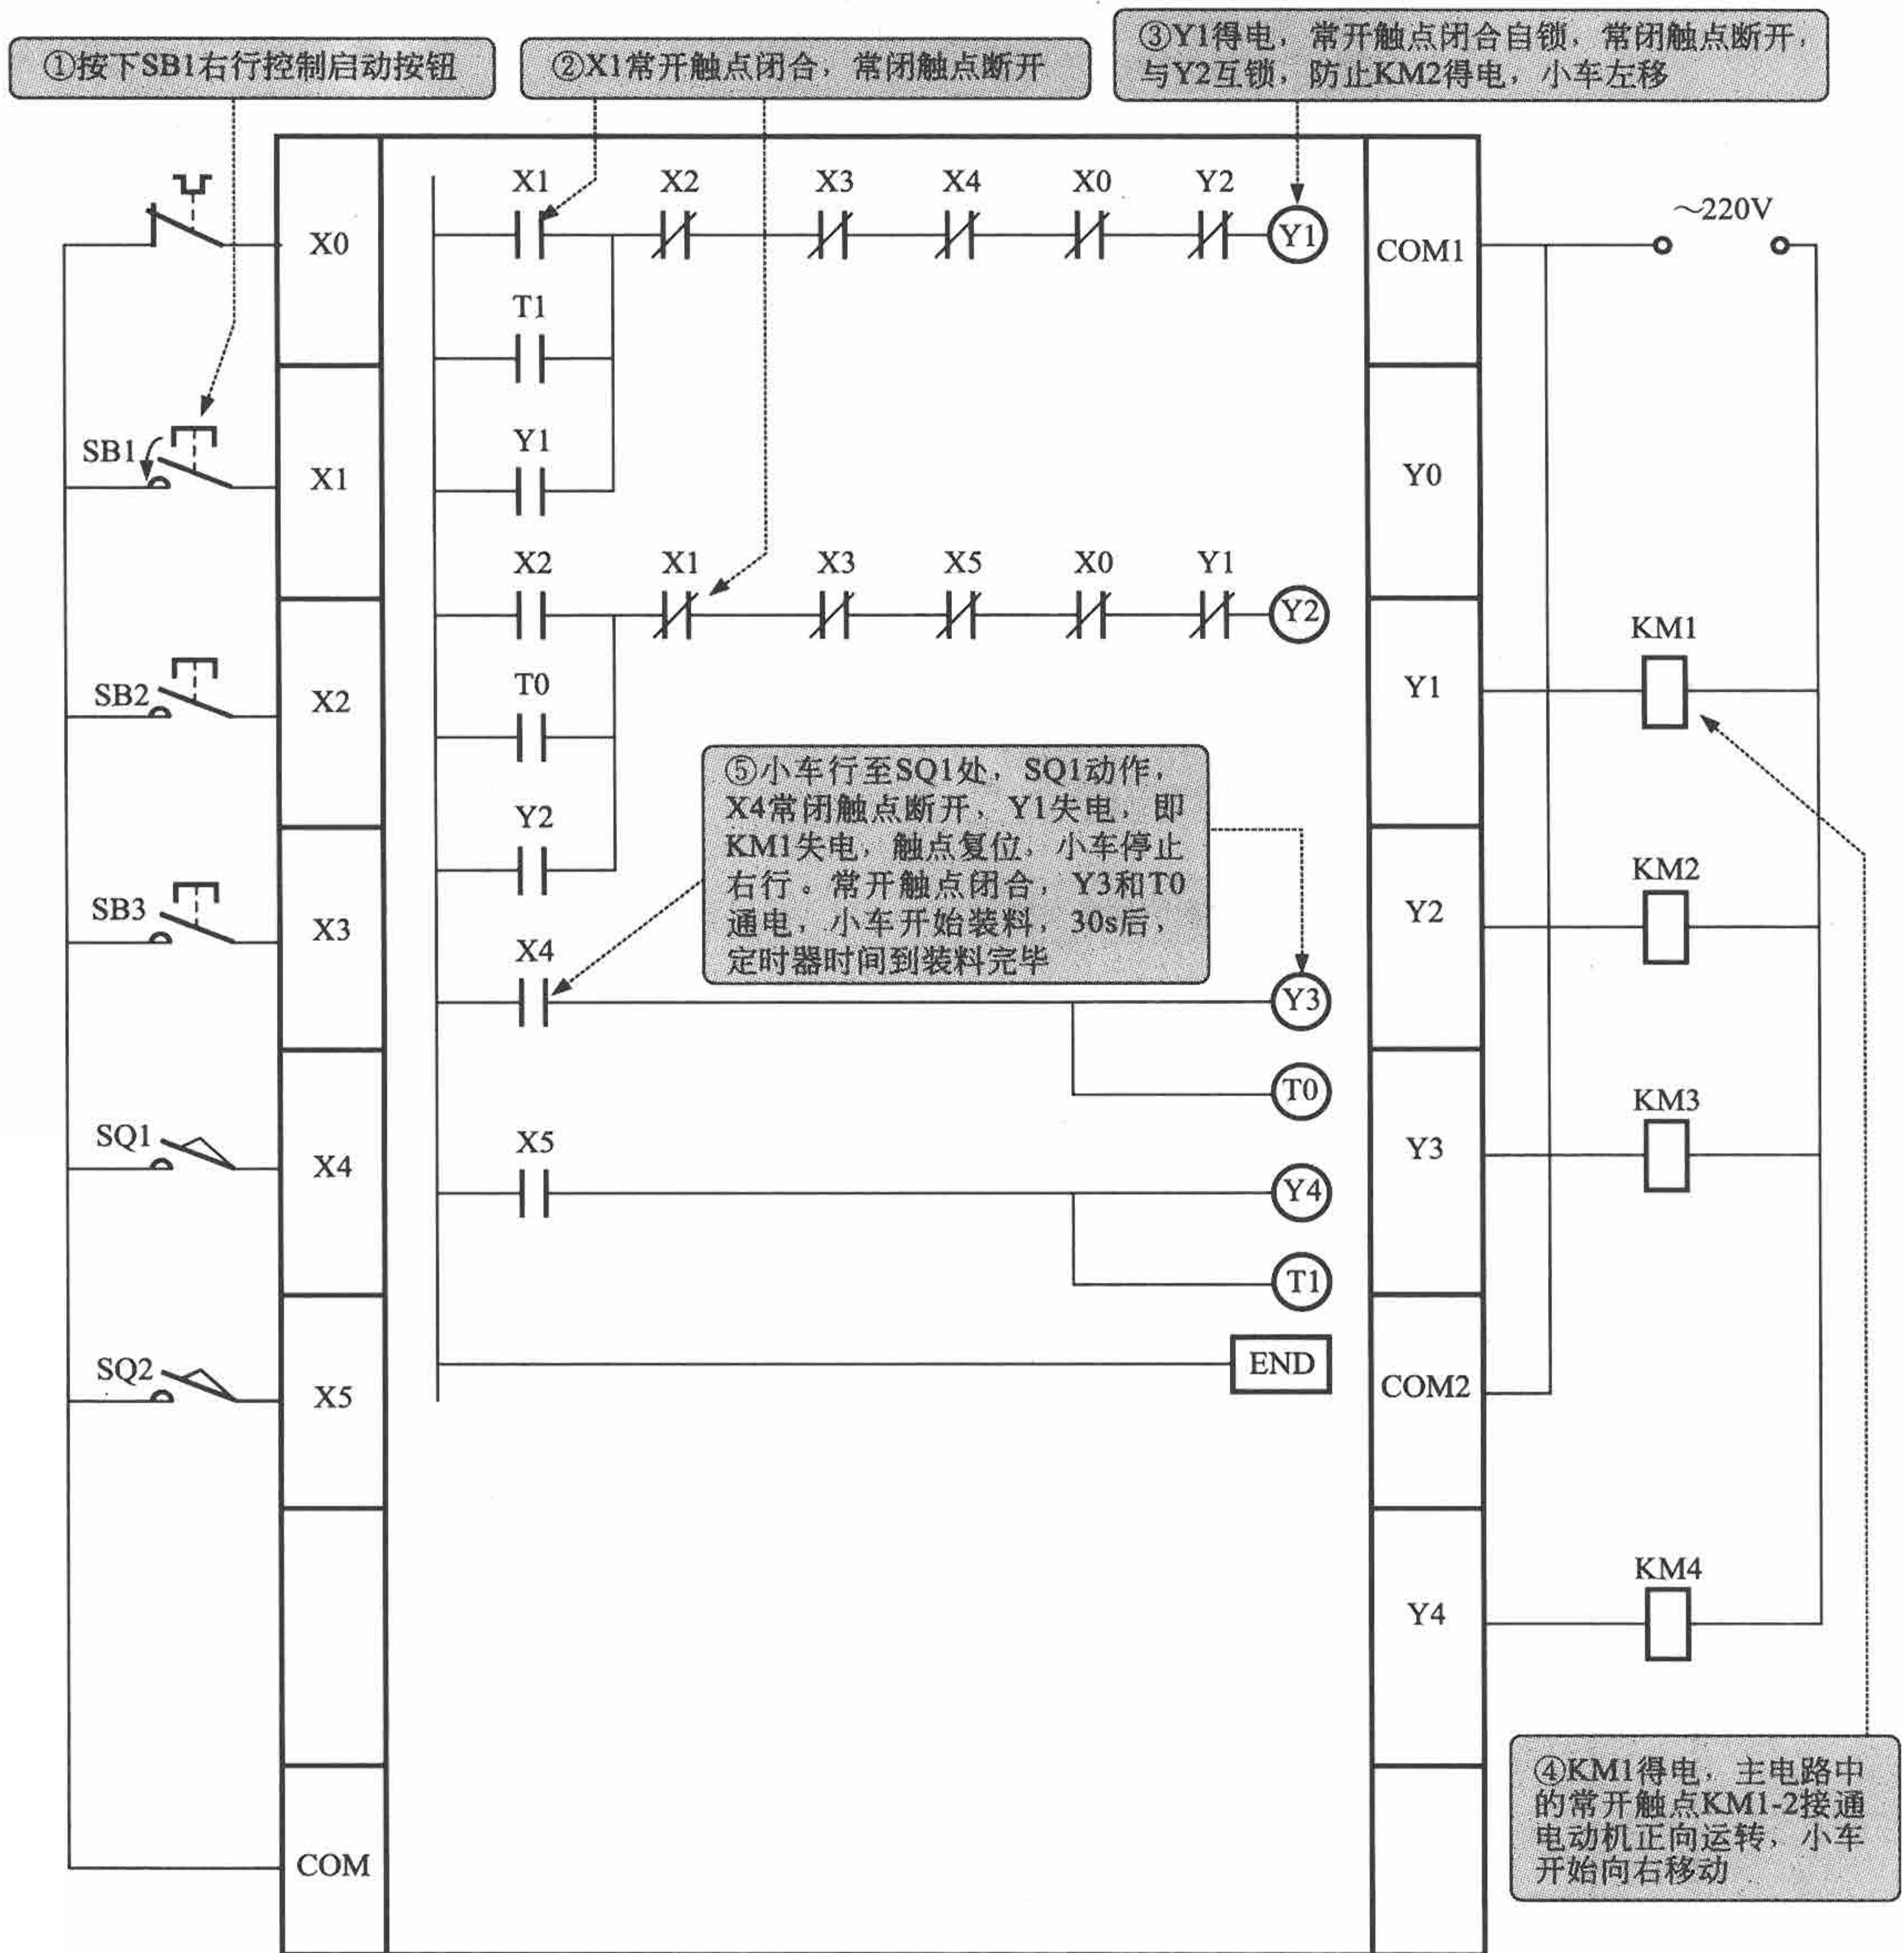 ①按下SB1右行控制启动按钮
②X1常开触点闭合，常闭触点断开
③Y1得电，常开触点闭合自锁，常闭触点断开，
与Y2互锁，防止KM2得电，小车左移
X0
X1
X2
X3
X4
X5
COM
SB1
SB2
SB3
SQ1
SQ2
X1
X2
X3
X4
X0
Y2
Y1
T1
Y1
X2
X1
X3
X5
X0
Y1
Y2
T0
Y2
⑤小车行至SQ1处，SQ1动作，
X4常闭触点断开，Y1失电，即
KM1失电，触点复位，小车停止
右行。常开触点闭合，Y3和T0
通电，小车开始装料，30s后，
定时器时间到装料完毕
X4
Y3
T0
X5
Y4
T1
END
COM1
Y0
Y1
Y2
Y3
COM2
Y4
～220V
KM1
KM2
KM3
KM4
④KM1得电，主电路中
的常开触点KM1-2接通
电动机正向运转，小车
开始向右移动